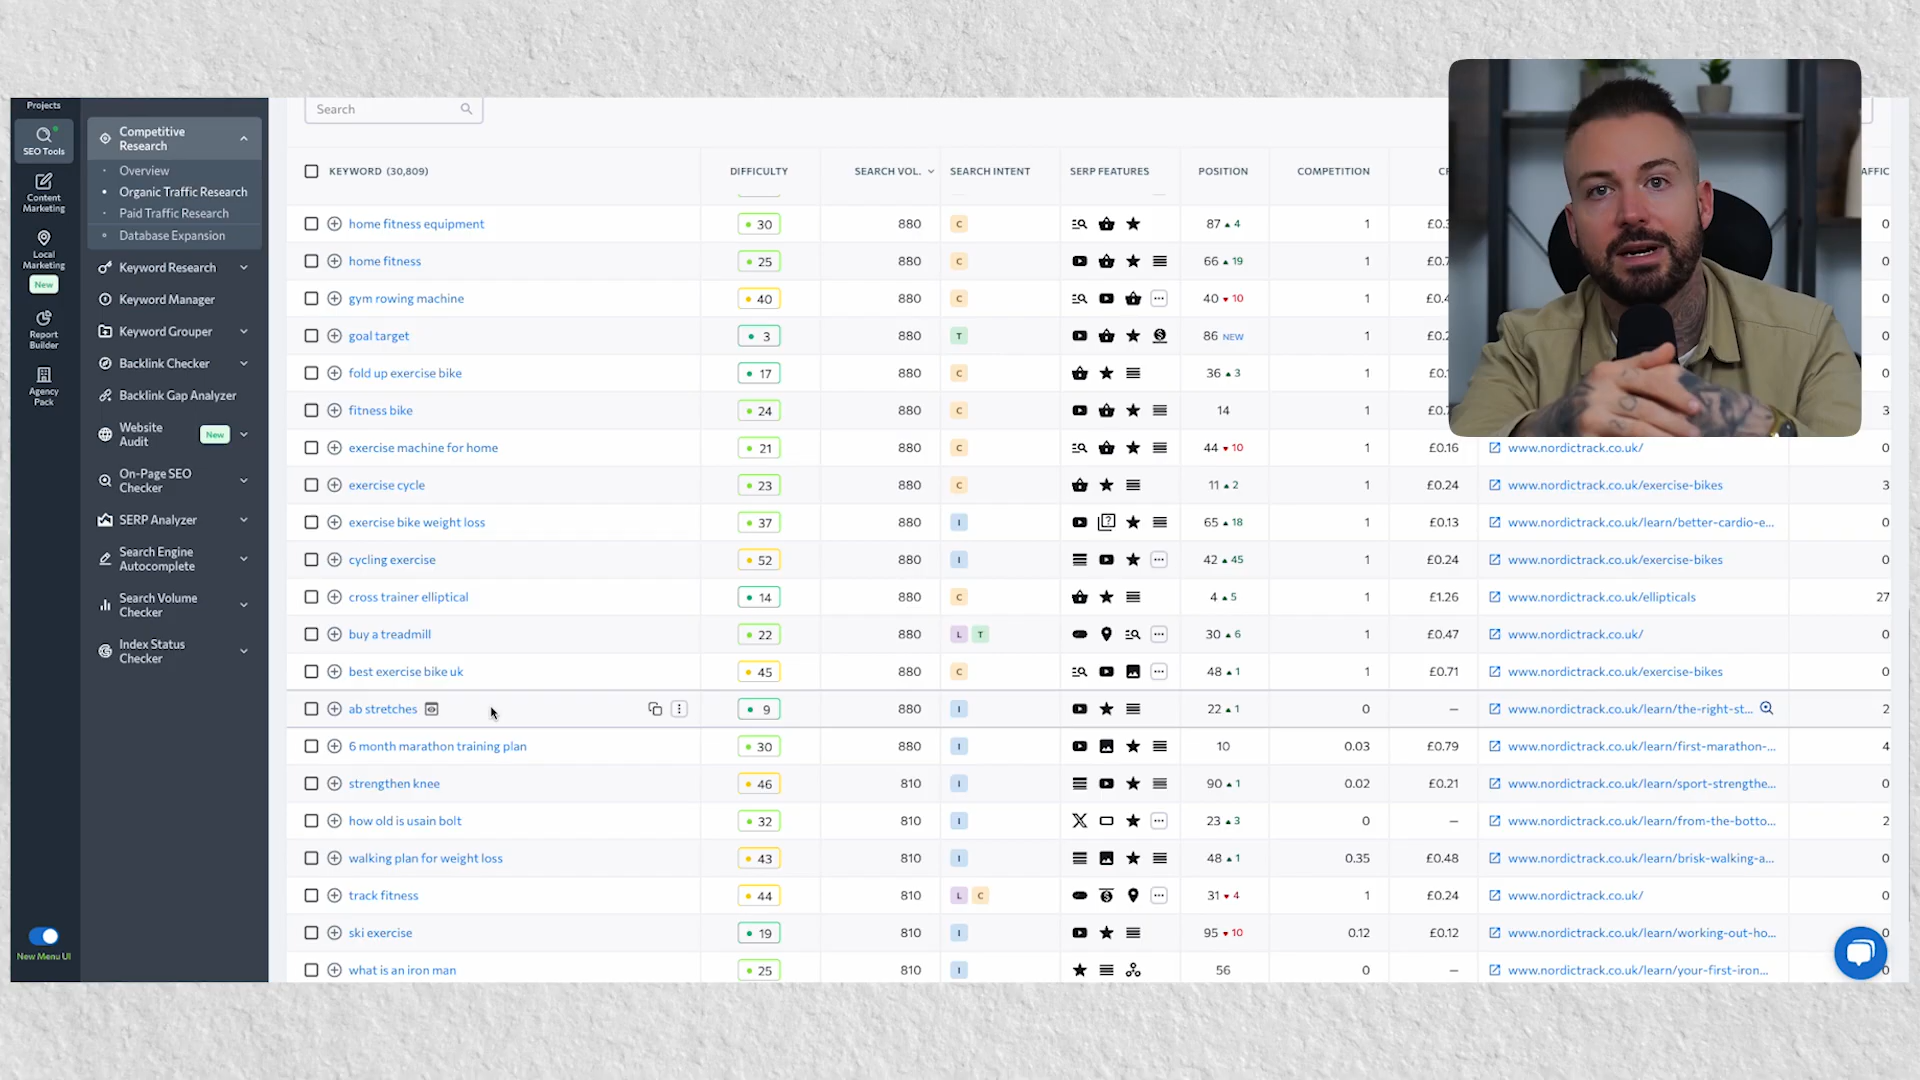 Projects
SEO Tools
Content
Marketing
Local
Marketing
New
Report
Builder
Agency
Pack
New Menu UI
Competitive
Research
Overview
Organic Traffic Research
Paid Traffic Research
Database Expansion
Keyword Research
Keyword Manager
Keyword Grouper
Backlink Checker
Backlink Gap Analyzer
Website
Audit
New
On-Page SEO
Checker
SERP Analyzer
Search Engine
Autocomplete
Search Volume
Checker
Index Status
Checker
Search
KEYWORD (30,809) DIFFICULTY SEARCH VOL. SEARCH INTENT SERP FEATURES POSITION COMPETITION
home fitness equipment 30 880 C 87 4 1 0
home fitness 25 880 C 66 19 1 0
gym rowing machine 40 880 C 40 10 1 0
goal target 3 880 T 86 NEW 1 0
fold up exercise bike 17 880 C 36 3 1 0
fitness bike 24 880 C 14 1 3
exercise machine for home 21 880 C 44 10 1 £0.16 www.nordictrack.co.uk/ 0
exercise cycle 23 880 C 11 2 1 £0.24 www.nordictrack.co.uk/exercise-bikes 3
exercise bike weight loss 37 880 I 65 18 1 £0.13 www.nordictrack.co.uk/learn/better-cardio-e... 0
cycling exercise 52 880 I 42 45 1 £0.24 www.nordictrack.co.uk/exercise-bikes 0
cross trainer elliptical 14 880 C 4 5 1 £1.26 www.nordictrack.co.uk/ellipticals 27
buy a treadmill 22 880 L T 30 6 1 £0.47 www.nordictrack.co.uk/ 0
best exercise bike uk 45 880 C 48 1 1 £0.71 www.nordictrack.co.uk/exercise-bikes 0
ab stretches 9 880 I 22 1 0 – www.nordictrack.co.uk/learn/the-right-st... 2
6 month marathon training plan 30 880 I 10 0.03 £0.79 www.nordictrack.co.uk/learn/first-marathon-... 4
strengthen knee 46 810 I 90 1 0.02 £0.21 www.nordictrack.co.uk/learn/sport-strengthe... 0
how old is usain bolt 32 810 I 23 3 0 – www.nordictrack.co.uk/learn/from-the-botto... 2
walking plan for weight loss 43 810 I 48 1 0.35 £0.48 www.nordictrack.co.uk/learn/brisk-walking-a... 0
track fitness 44 810 L C 31 4 1 £0.24 www.nordictrack.co.uk/ 0
ski exercise 19 810 I 95 10 0.12 £0.12 www.nordictrack.co.uk/learn/working-out-ho... 0
what is an iron man 25 810 I 56 0 – www.nordictrack.co.uk/learn/your-first-iron... 0